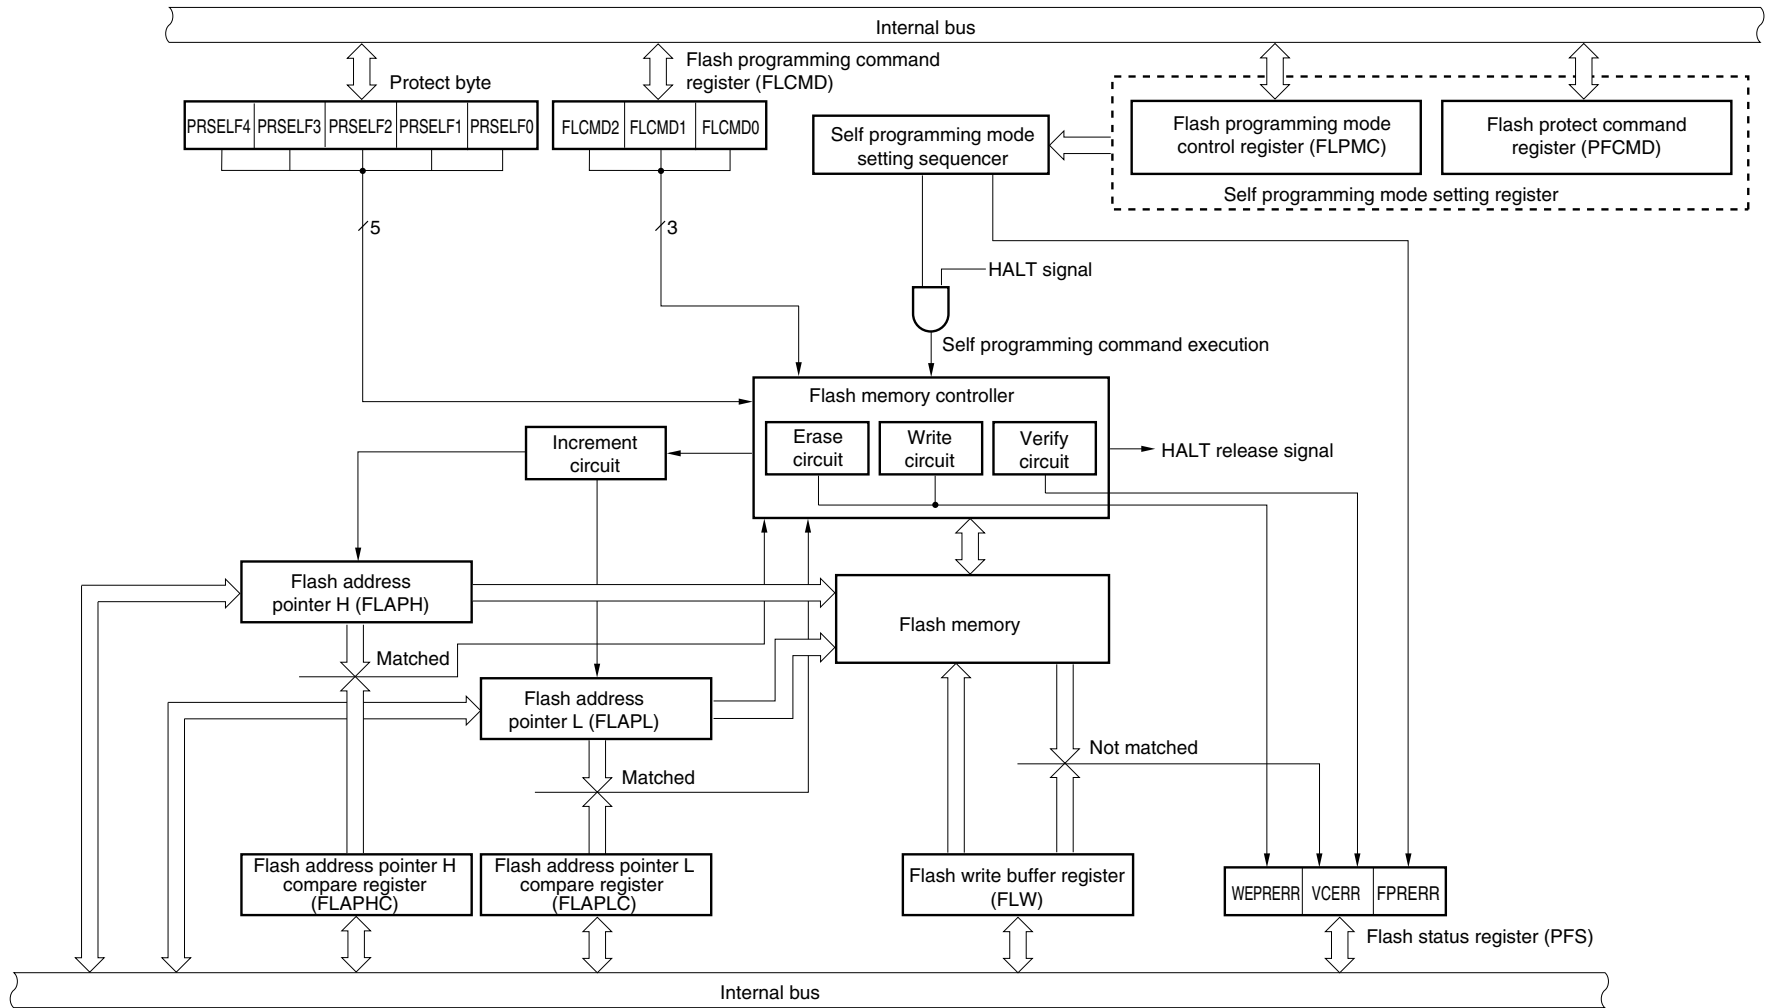 Internal bus
Protect byte
Flash programming command
register (FLCMD)
PRSELF4 PRSELF3 PRSELF2 PRSELF1 PRSELF0
FLCMD2 FLCMD1 FLCMD0
Self programming mode
setting sequencer
Flash programming mode
control register (FLPMC)
Flash protect command
register (PFCMD)
Self programming mode setting register
5
3
HALT signal
Self programming command execution
Flash memory controller
Increment
circuit
Erase
circuit
Write
circuit
Verify
circuit
HALT release signal
Flash address
pointer H (FLAPH)
Flash memory
Matched
Flash address
pointer L (FLAPL)
Matched
Not matched
Flash address pointer H
compare register
(FLAPHC)
Flash address pointer L
compare register
(FLAPLC)
Flash write buffer register
(FLW)
WEPRERR VCERR FPRERR
Flash status register (PFS)
Internal bus